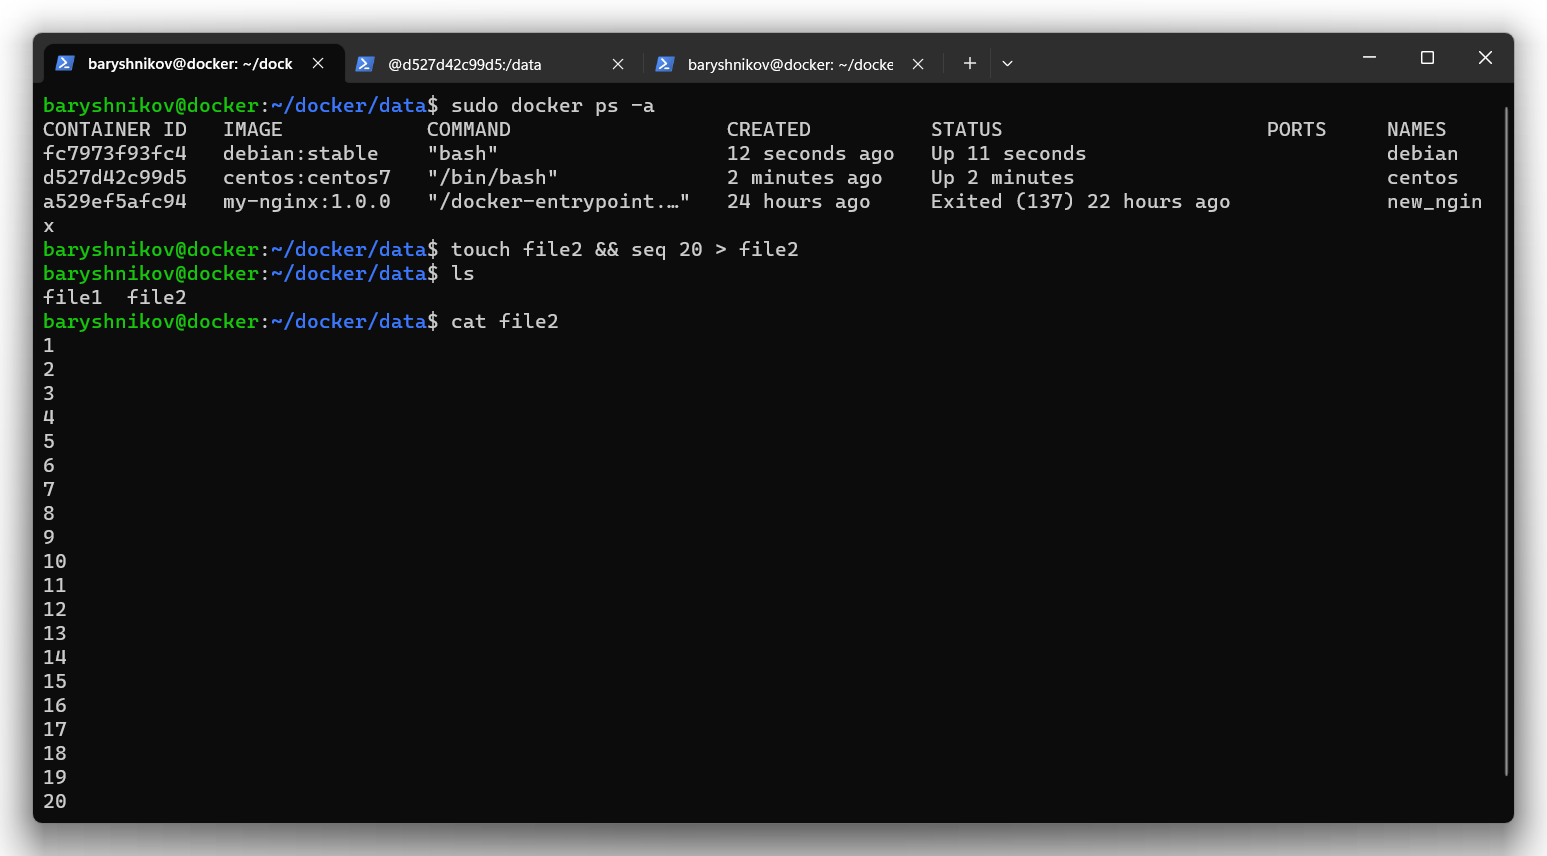 baryshnikov@docker: ~/dock
@d527d42c99d5:/data
baryshnikov@docker: ~/docke
baryshnikov@docker:~/docker/data$ sudo docker ps -a
CONTAINER ID   IMAGE            COMMAND                  CREATED          STATUS                      PORTS     NAMES
fc7973f93fc4   debian:stable    "bash"                   12 seconds ago   Up 11 seconds                         debian
d527d42c99d5   centos:centos7   "/bin/bash"              2 minutes ago    Up 2 minutes                          centos
a529ef5afc94   my-nginx:1.0.0   "/docker-entrypoint.…"   24 hours ago     Exited (137) 22 hours ago             new_ngin
x
baryshnikov@docker:~/docker/data$ touch file2 && seq 20 > file2
baryshnikov@docker:~/docker/data$ ls
file1  file2
baryshnikov@docker:~/docker/data$ cat file2
1
2
3
4
5
6
7
8
9
10
11
12
13
14
15
16
17
18
19
20